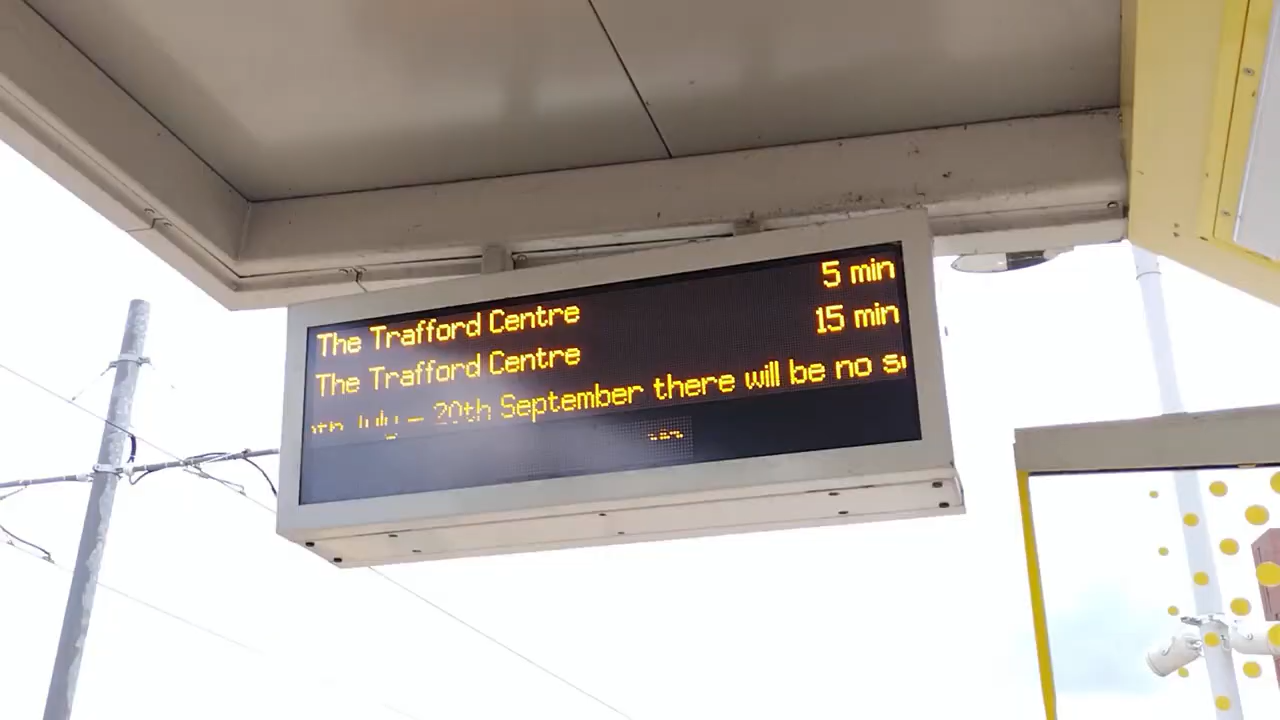 The Trafford Centre 5 min
The Trafford Centre 15 min
July – 20th September there will be no